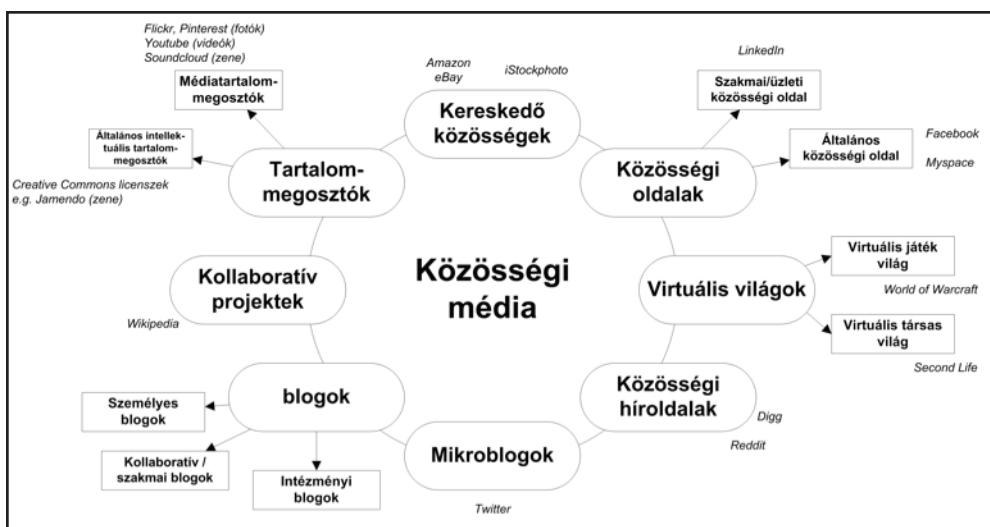 Flickr, Pinterest (fotók)
Youtube (videók)
Soundcloud (zene)
Médiatartalom-
megosztók
Általános intellek-
tuális tartalom-
megosztók
Creative Commons licenszek
e.g. Jamendo (zene)
Tartalom-
megosztók
Amazon
eBay
iStockphoto
Kereskedő
közösségek
LinkedIn
Szakmai/üzleti
közösségi oldal
Általános
közösségi oldal
Facebook
Myspace
Közösségi
oldalak
Kollaboratív
projektek
Wikipedia
Közösségi
média
Virtuális világok
Virtuális játék
világ
World of Warcraft
Virtuális társas
világ
Second Life
blogok
Személyes
blogok
Kollaboratív /
szakmai blogok
Intézményi
blogok
Mikroblogok
Twitter
Közösségi
híroldalak
Digg
Reddit